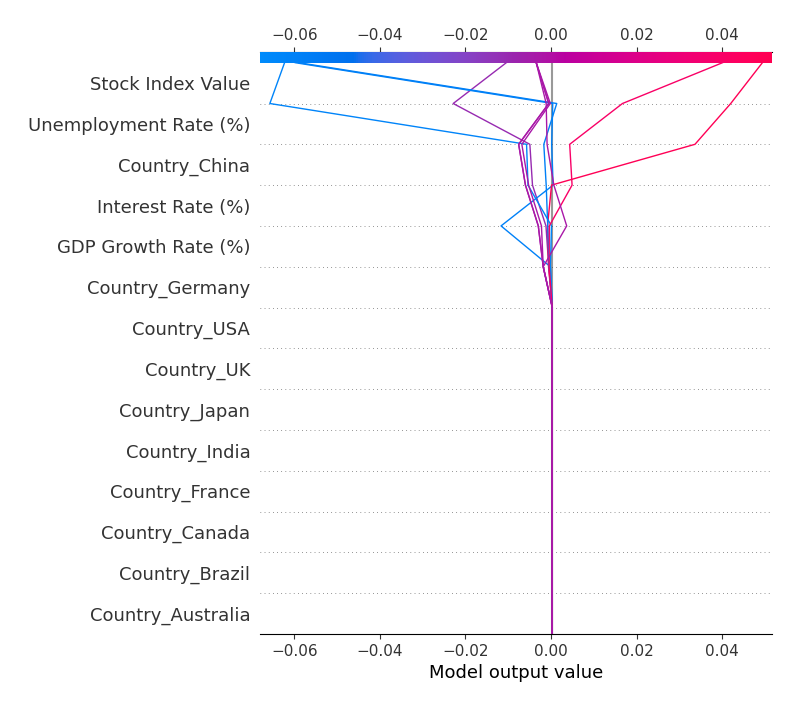 −0.06 −0.04 −0.02 0.00 0.02 0.04
Stock Index Value
Unemployment Rate (%)
Country_China
Interest Rate (%)
GDP Growth Rate (%)
Country_Germany
Country_USA
Country_UK
Country_Japan
Country_India
Country_France
Country_Canada
Country_Brazil
Country_Australia
−0.06 −0.04 −0.02 0.00 0.02 0.04
Model output value